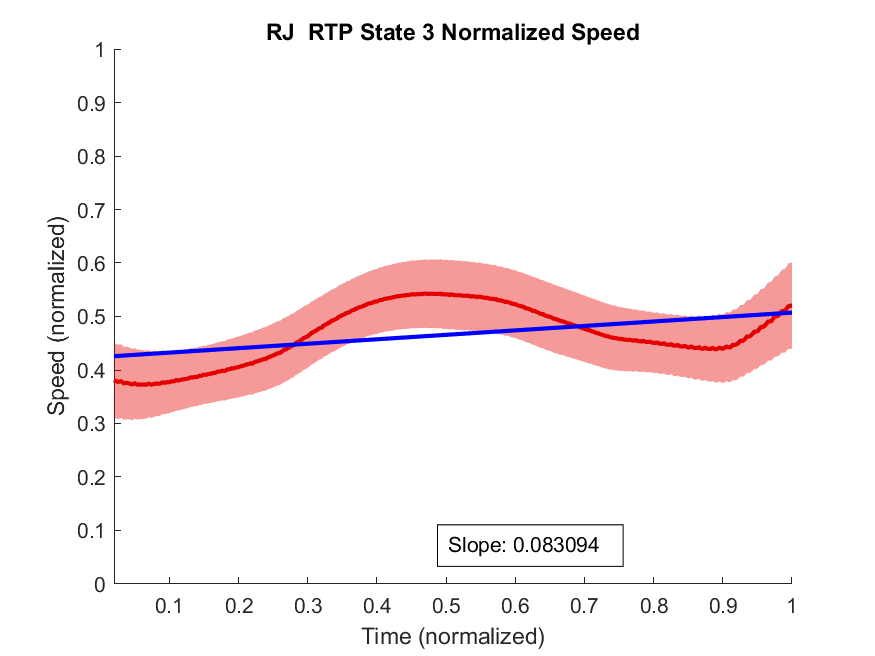 RJ  RTP State 3 Normalized Speed
1
0.9
0.8
0.7
0.6
0.5
0.4
0.3
0.2
0.1
0
Speed (normalized)
Slope: 0.083094
0.1 0.2 0.3 0.4 0.5 0.6 0.7 0.8 0.9 1
Time (normalized)